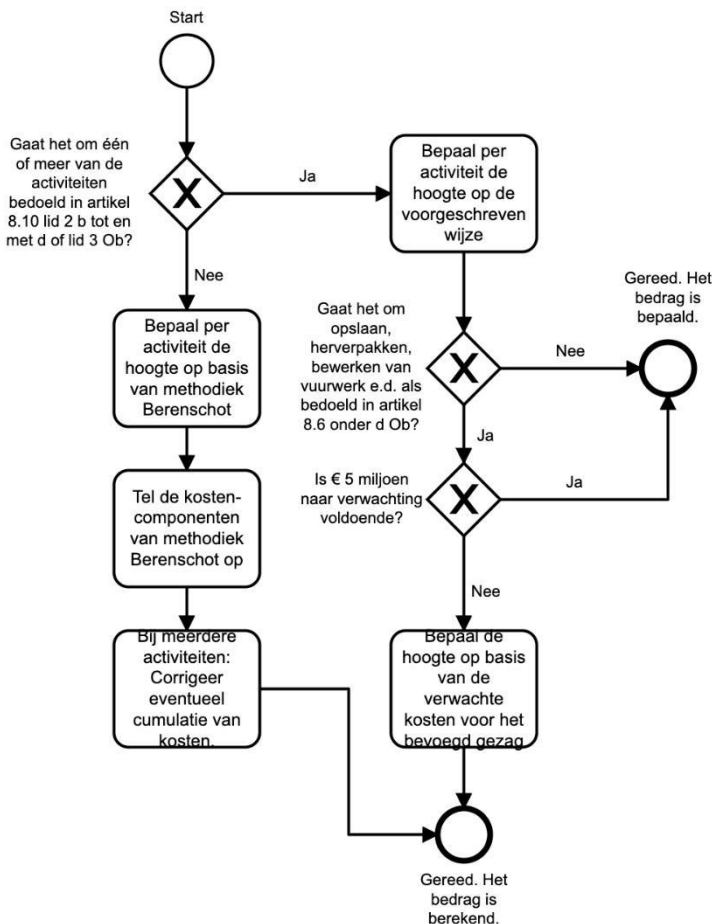 Start
Gaat het om één
of meer van de
activiteiten
bedoeld in artikel
8.10 lid 2 b tot en
met d of lid 3 Ob?
Ja
Bepaal per
activiteit de
hoogte op de
voorgeschreven
wijze
Nee
Bepaal per
activiteit de
hoogte op basis
van methodiek
Berenschot
Gaat het om
opslaan,
herverpakken,
bewerken van
vuurwerk e.d. als
bedoeld in artikel
8.6 onder d Ob?
Nee
Gereed. Het
bedrag is
bepaald.
Ja
Tel de kosten-
componenten
van methodiek
Berenschot op
Is € 5 miljoen
naar verwachting
voldoende?
Ja
Nee
Bij meerdere
activiteiten:
Corrigeer
eventueel
cumulatie van
kosten.
Bepaal de
hoogte op basis
van de
verwachte
kosten voor het
bevoegd gezag
Gereed. Het
bedrag is
berekend.